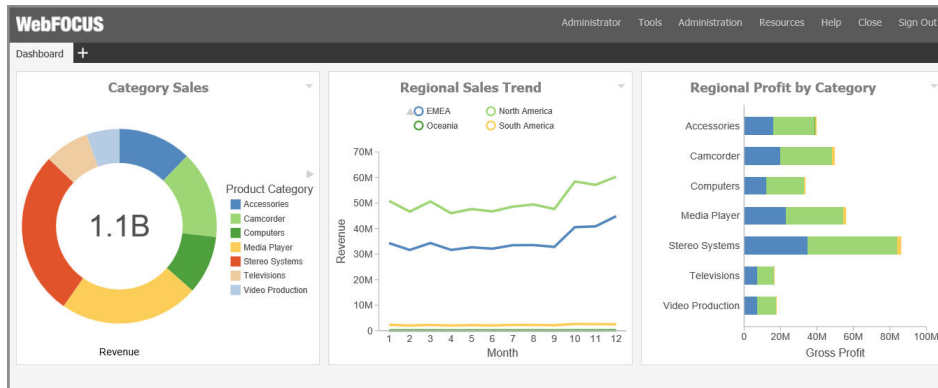 WebFOCUS
Administrator Tools Administration Resources Help Close Sign Out
Dashboard +
Category Sales
1.1B
Product Category
Accessories
Camcorder
Computers
Media Player
Stereo Systems
Televisions
Video Production
Revenue
Regional Sales Trend
EMEA North America
Oceania South America
70M
60M
50M
40M
30M
20M
10M
0
Revenue
1 2 3 4 5 6 7 8 9 10 11 12
Month
Regional Profit by Category
Accessories
Camcorder
Computers
Media Player
Stereo Systems
Televisions
Video Production
0 20M 40M 60M 80M 100M
Gross Profit